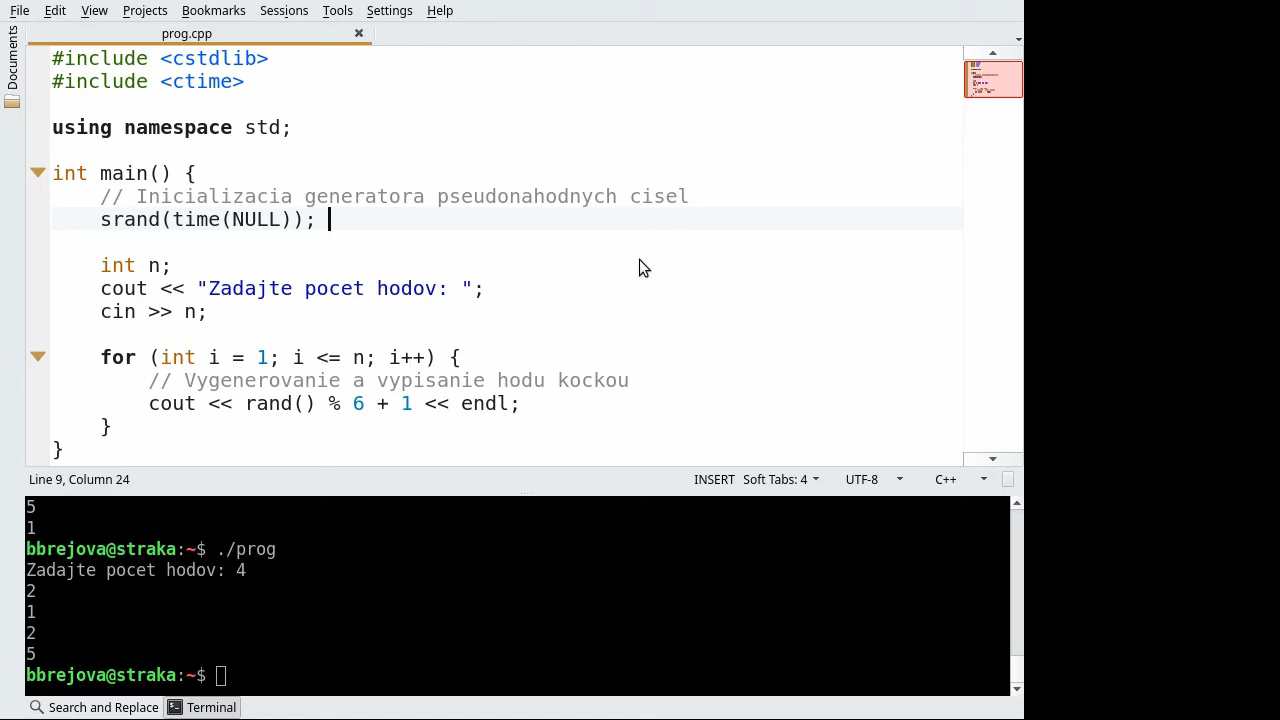 File Edit View Projects Bookmarks Sessions Tools Settings Help
Documents
prog.cpp
#include <cstdlib>
#include <ctime>
using namespace std;
int main() {
// Inicializacia generatora pseudonahodnych cisel
srand(time(NULL));
int n;
cout << "Zadajte pocet hodov: ";
cin >> n;
for (int i = 1; i <= n; i++) {
// Vygenerovanie a vypisanie hodu kockou
cout << rand() % 6 + 1 << endl;
}
}
Line 9, Column 24 INSERT Soft Tabs: 4 UTF-8 C++
5
1
bbrejova@straka:~$ ./prog
Zadajte pocet hodov: 4
2
1
2
5
bbrejova@straka:~$
Search and Replace Terminal